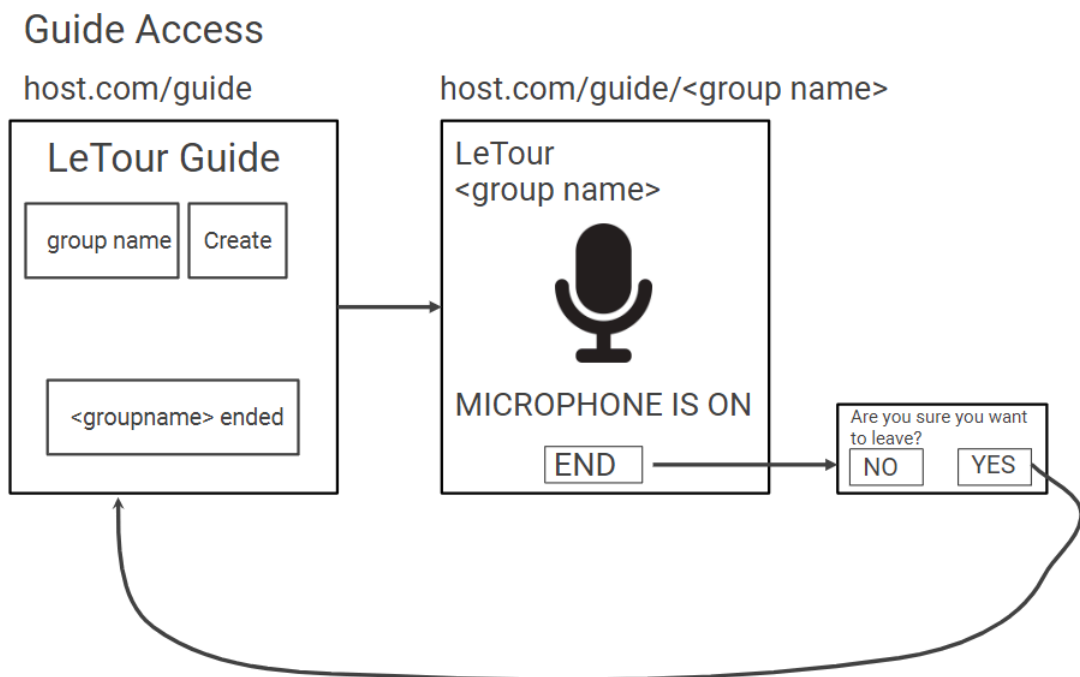 Guide Access
host.com/guide
host.com/guide/<group name>
LeTour Guide
group name
Create
<groupname> ended
LeTour
<group name>
MICROPHONE IS ON
END
Are you sure you want
to leave?
NO
YES